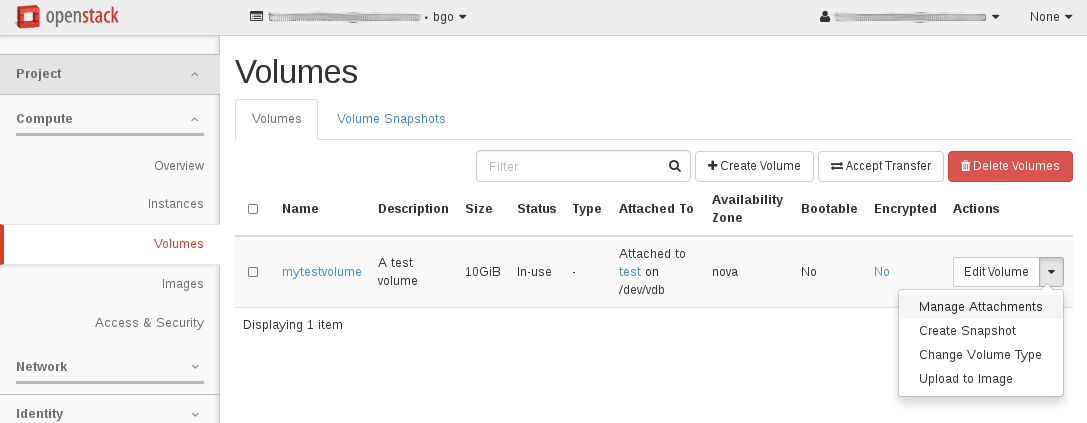 openstack
• bgo
None
Project
Compute
Overview
Instances
Volumes
Images
Access & Security
Network
Identity
Volumes
Volumes Volume Snapshots
Filter Create Volume Accept Transfer Delete Volumes
Name Description Size Status Type Attached To Availability Zone Bootable Encrypted Actions
mytestvolume
A test
volume
10GiB In-use -
Attached to
test on
/dev/vdb
nova No No Edit Volume
Manage Attachments
Create Snapshot
Change Volume Type
Upload to Image
Displaying 1 item